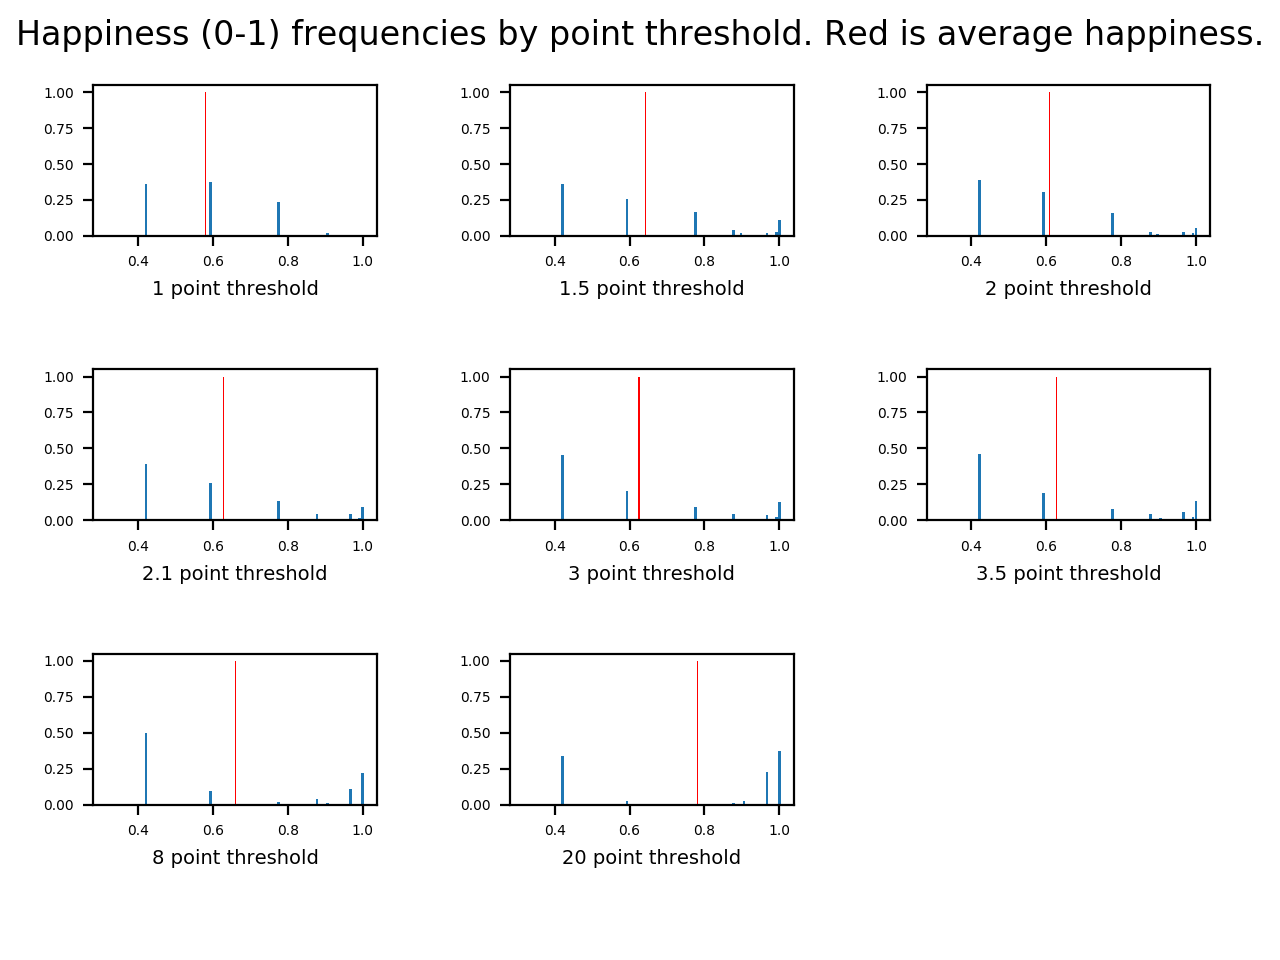 Happiness (0-1) frequencies by point threshold. Red is average happiness.
1.00 1.00 1.00
0.75 0.75 0.75
0.50 0.50 0.50
0.25 0.25 0.25
0.00 0.00 0.00
0.4 0.6 0.8 1.0 0.4 0.6 0.8 1.0 0.4 0.6 0.8 1.0
1 point threshold 1.5 point threshold 2 point threshold
1.00 1.00 1.00
0.75 0.75 0.75
0.50 0.50 0.50
0.25 0.25 0.25
0.00 0.00 0.00
0.4 0.6 0.8 1.0 0.4 0.6 0.8 1.0 0.4 0.6 0.8 1.0
2.1 point threshold 3 point threshold 3.5 point threshold
1.00 1.00
0.75 0.75
0.50 0.50
0.25 0.25
0.00 0.00
0.4 0.6 0.8 1.0 0.4 0.6 0.8 1.0
8 point threshold 20 point threshold